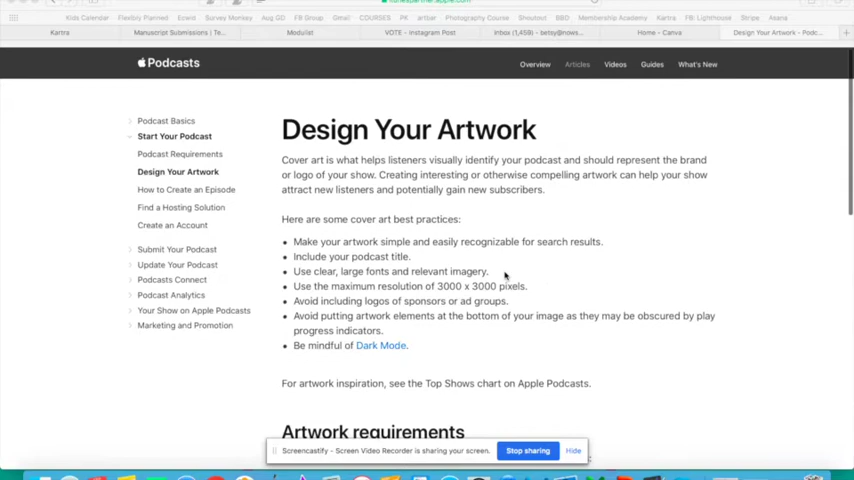 Kids Calendar Flexibly Planned Ecwid Survey Monkey Aug GD FB Group Gmail COURSES PK artbar Photography Course Shoutout BBD Membership Academy Kartra FB: Lighthouse Stripe Asana
Kartra Manuscript Submissions | Te... Modulist VOTE - Instagram Post Inbox (1,459) - betsy@nows... Home - Canva Design Your Artwork - Podc...
Podcasts Overview Articles Videos Guides What's New
Podcast Basics
Start Your Podcast
Podcast Requirements
Design Your Artwork
How to Create an Episode
Find a Hosting Solution
Create an Account
Submit Your Podcast
Update Your Podcast
Podcasts Connect
Podcast Analytics
Your Show on Apple Podcasts
Marketing and Promotion
Design Your Artwork
Cover art is what helps listeners visually identify your podcast and should represent the brand
or logo of your show. Creating interesting or otherwise compelling artwork can help your show
attract new listeners and potentially gain new subscribers.
Here are some cover art best practices:
• Make your artwork simple and easily recognizable for search results.
• Include your podcast title.
• Use clear, large fonts and relevant imagery.
• Use the maximum resolution of 3000 x 3000 pixels.
• Avoid including logos of sponsors or ad groups.
• Avoid putting artwork elements at the bottom of your image as they may be obscured by play
progress indicators.
• Be mindful of Dark Mode.
For artwork inspiration, see the Top Shows chart on Apple Podcasts.
Artwork requirements
Screencastify - Screen Video Recorder is sharing your screen. Stop sharing Hide